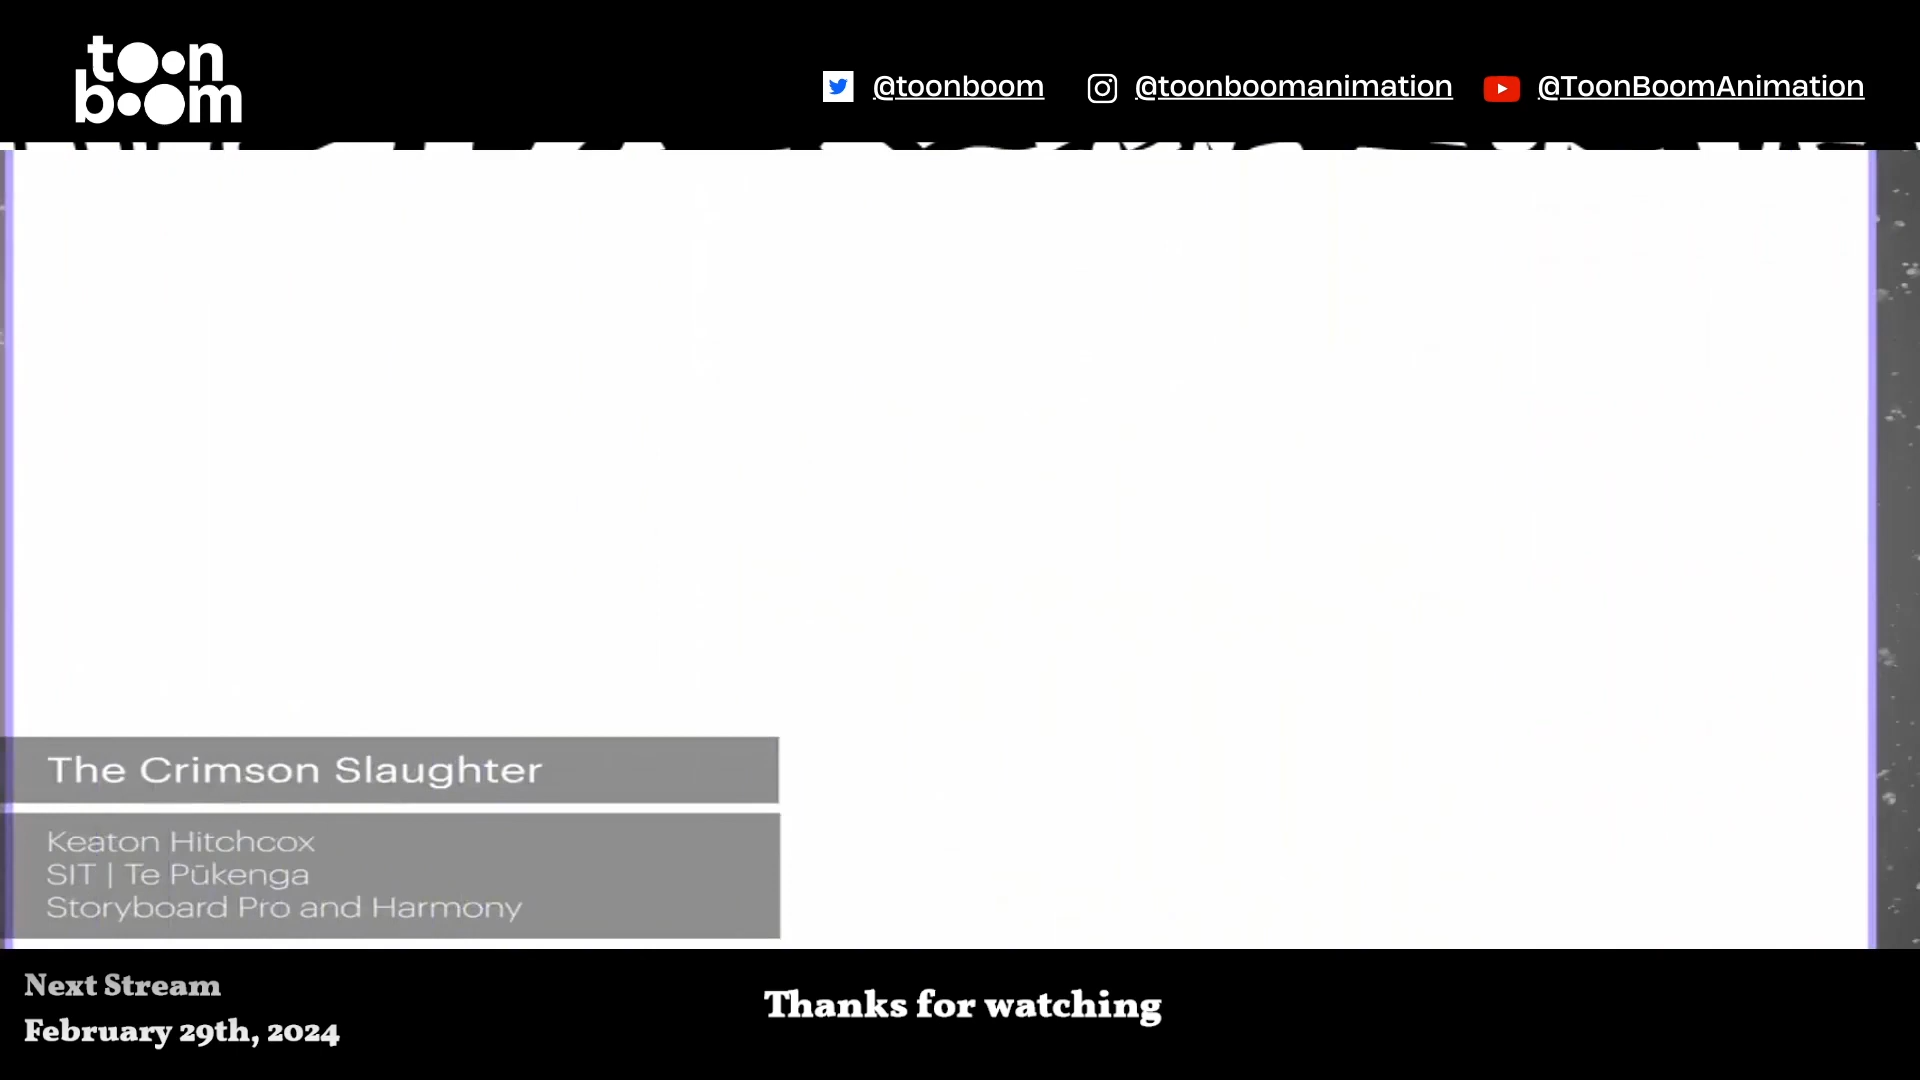 toon
boom
@toonboom
@toonboomanimation
@ToonBoomAnimation
The Crimson Slaughter
Keaton Hitchcox
SIT | Te Pūkenga
Storyboard Pro and Harmony
Next Stream
February 29th, 2024
Thanks for watching